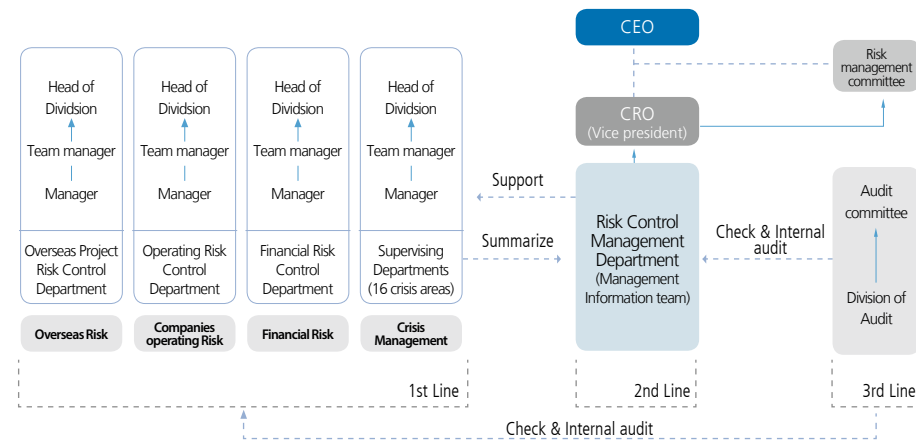 CEO
Risk
management
committee
CRO
(Vice president)
Head of
Dividsion
Team manager
Manager
Overseas Project
Risk Control
Department
Overseas Risk
Head of
Dividsion
Team manager
Manager
Operating Risk
Control
Department
Companies
operating Risk
Head of
Dividsion
Team manager
Manager
Financial Risk
Control
Department
Financial Risk
Head of
Dividsion
Team manager
Manager
Supervising
Departments
(16 crisis areas)
Crisis
Management
Support
Summarize
Risk Control
Management
Department
(Management
Information team)
Check & Internal
audit
Audit
committee
Division of
Audit
1st Line
2nd Line
3rd Line
Check & Internal audit